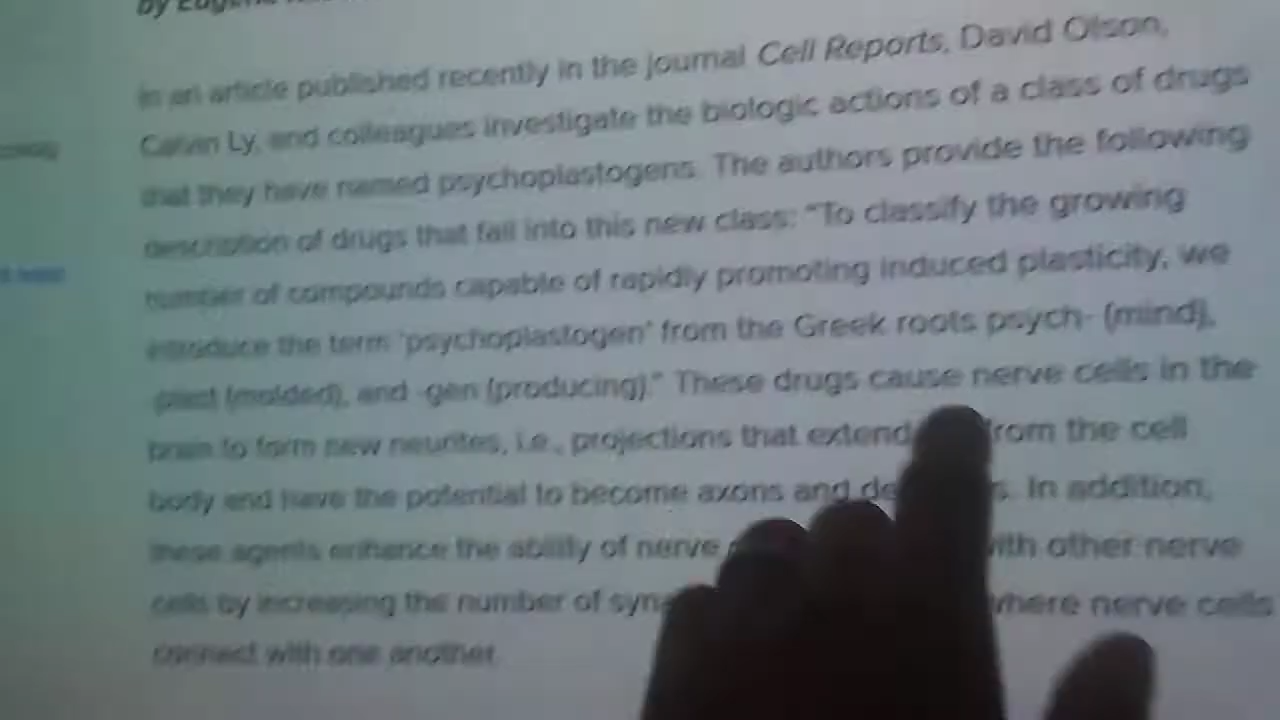 by Eugene
In an article published recently in the journal Cell Reports, David Olson,
Calvin Ly, and colleagues investigate the biologic actions of a class of drugs
that they have named psychoplastogens. The authors provide the following
description of drugs that fall into this new class: "To classify the growing
number of compounds capable of rapidly promoting induced plasticity, we
introduce the term 'psychoplastogen' from the Greek roots psych- (mind),
-plast (molded), and -gen (producing)." These drugs cause nerve cells in the
brain to form new neurites, i.e., projections that extend from the cell
body and have the potential to become axons and de s. In addition,
these agents enhance the ability of nerve with other nerve
cells by increasing the number of syna where nerve cells
connect with one another.